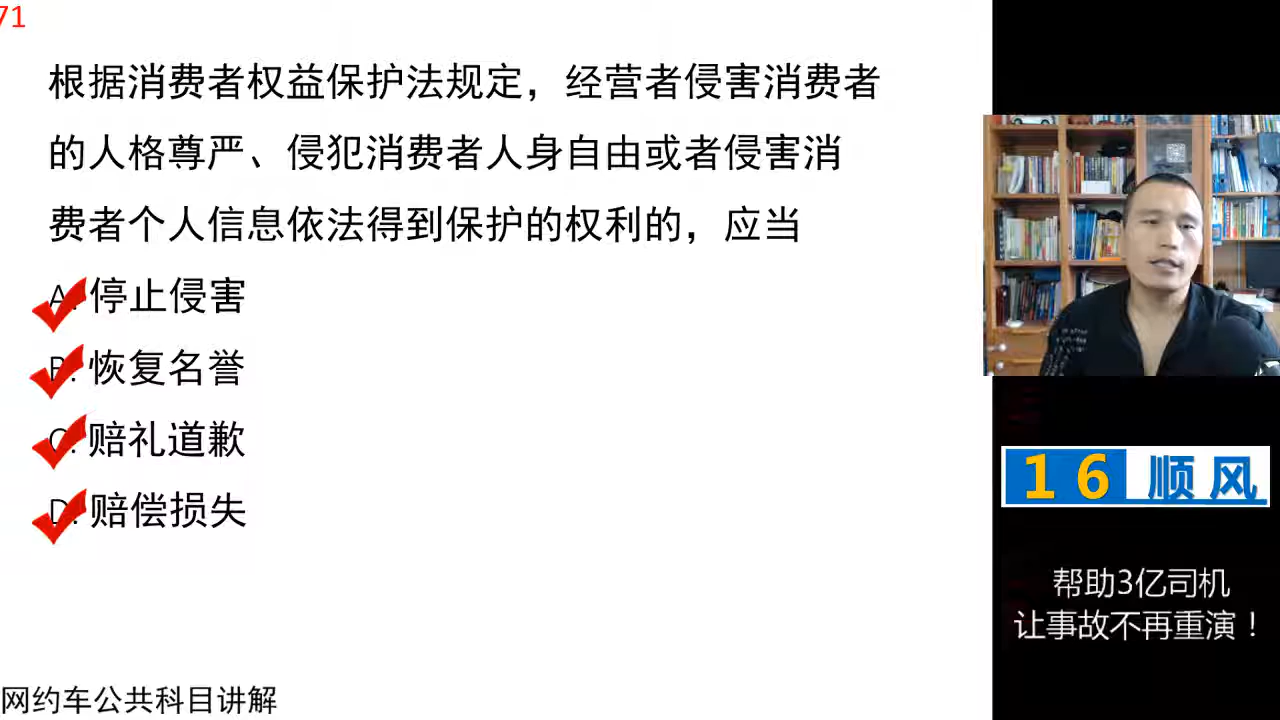 71
根据消费者权益保护法规定，经营者侵害消费者
的人格尊严、侵犯消费者人身自由或者侵害消
费者个人信息依法得到保护的权利的，应当
A. 停止侵害
B. 恢复名誉
C. 赔礼道歉
D. 赔偿损失
网约车公共科目讲解
16顺风
帮助3亿司机
让事故不再重演！